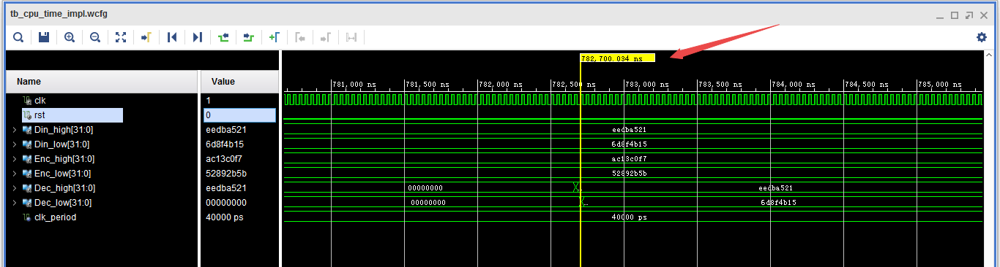 tb_cpu_time_impl.wcfg
782,700.034 ns
Name Value
781,000 ns 781,500 ns 782,000 ns 782,500 ns 783,000 ns 783,500 ns 784,000 ns 784,500 ns 785,000 ns
clk 1
rst 0
Din_high[31:0] eedba521 eedba521
Din_low[31:0] 6d8f4b15 6d8f4b15
Enc_high[31:0] ac13c0f7 ac13c0f7
Enc_low[31:0] 52892b5b 52892b5b
Dec_high[31:0] eedba521 00000000 eedba521
Dec_low[31:0] 00000000 00000000 ... 6d8f4b15
clk_period 40000 ps 40000 ps